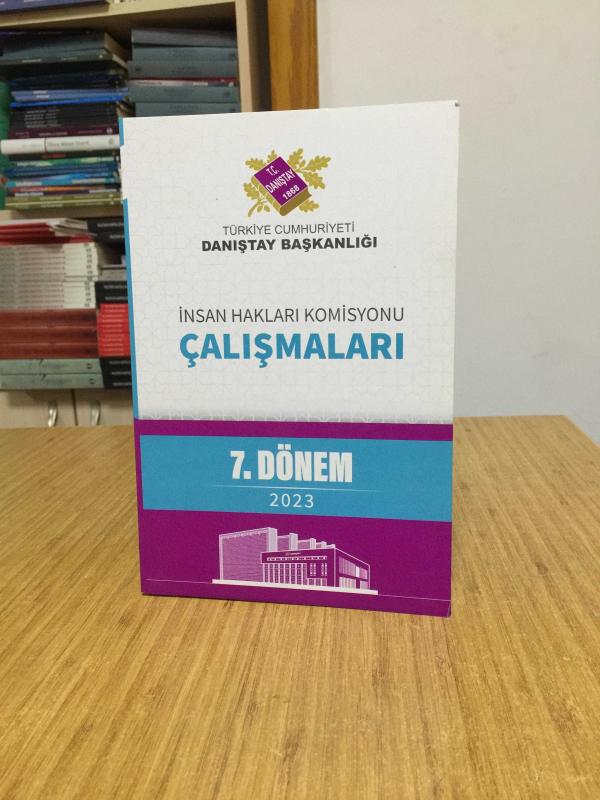 T.C.
DANIŞTAY
1868
TÜRKİYE CUMHURİYETİ
DANIŞTAY BAŞKANLIĞI
İNSAN HAKLARI KOMİSYONU
ÇALIŞMALARI
7. DÖNEM
2023